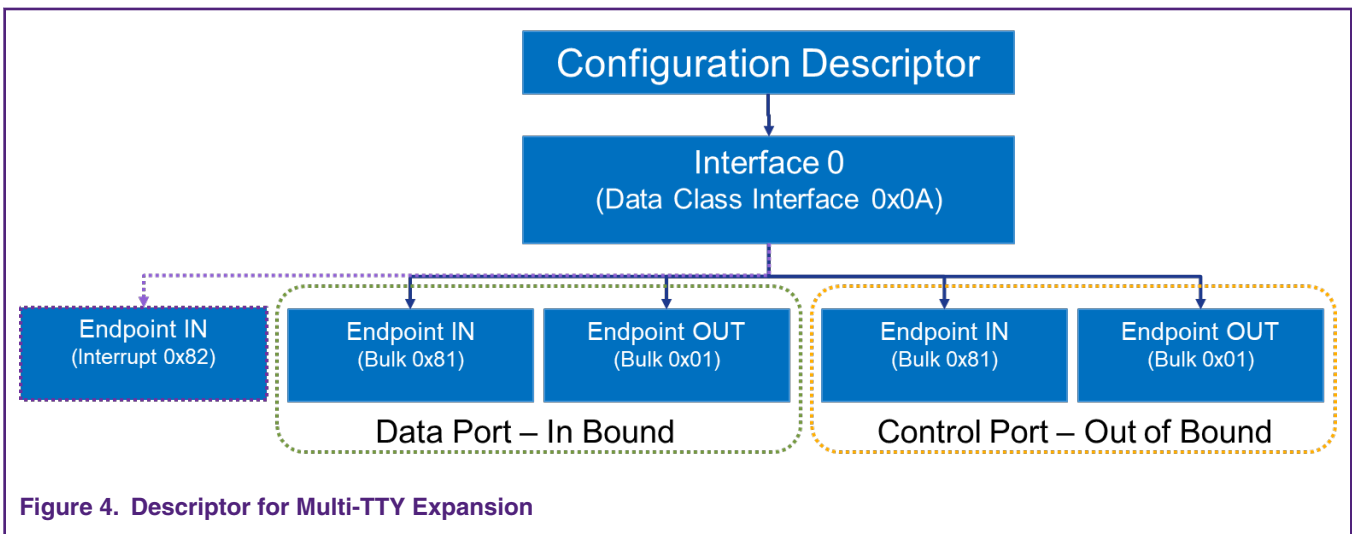 Configuration Descriptor
Interface 0
(Data Class Interface 0x0A)
Endpoint IN
(Interrupt 0x82)
Endpoint IN
(Bulk 0x81)
Endpoint OUT
(Bulk 0x01)
Endpoint IN
(Bulk 0x81)
Endpoint OUT
(Bulk 0x01)
Data Port – In Bound
Control Port – Out of Bound
Figure 4. Descriptor for Multi-TTY Expansion